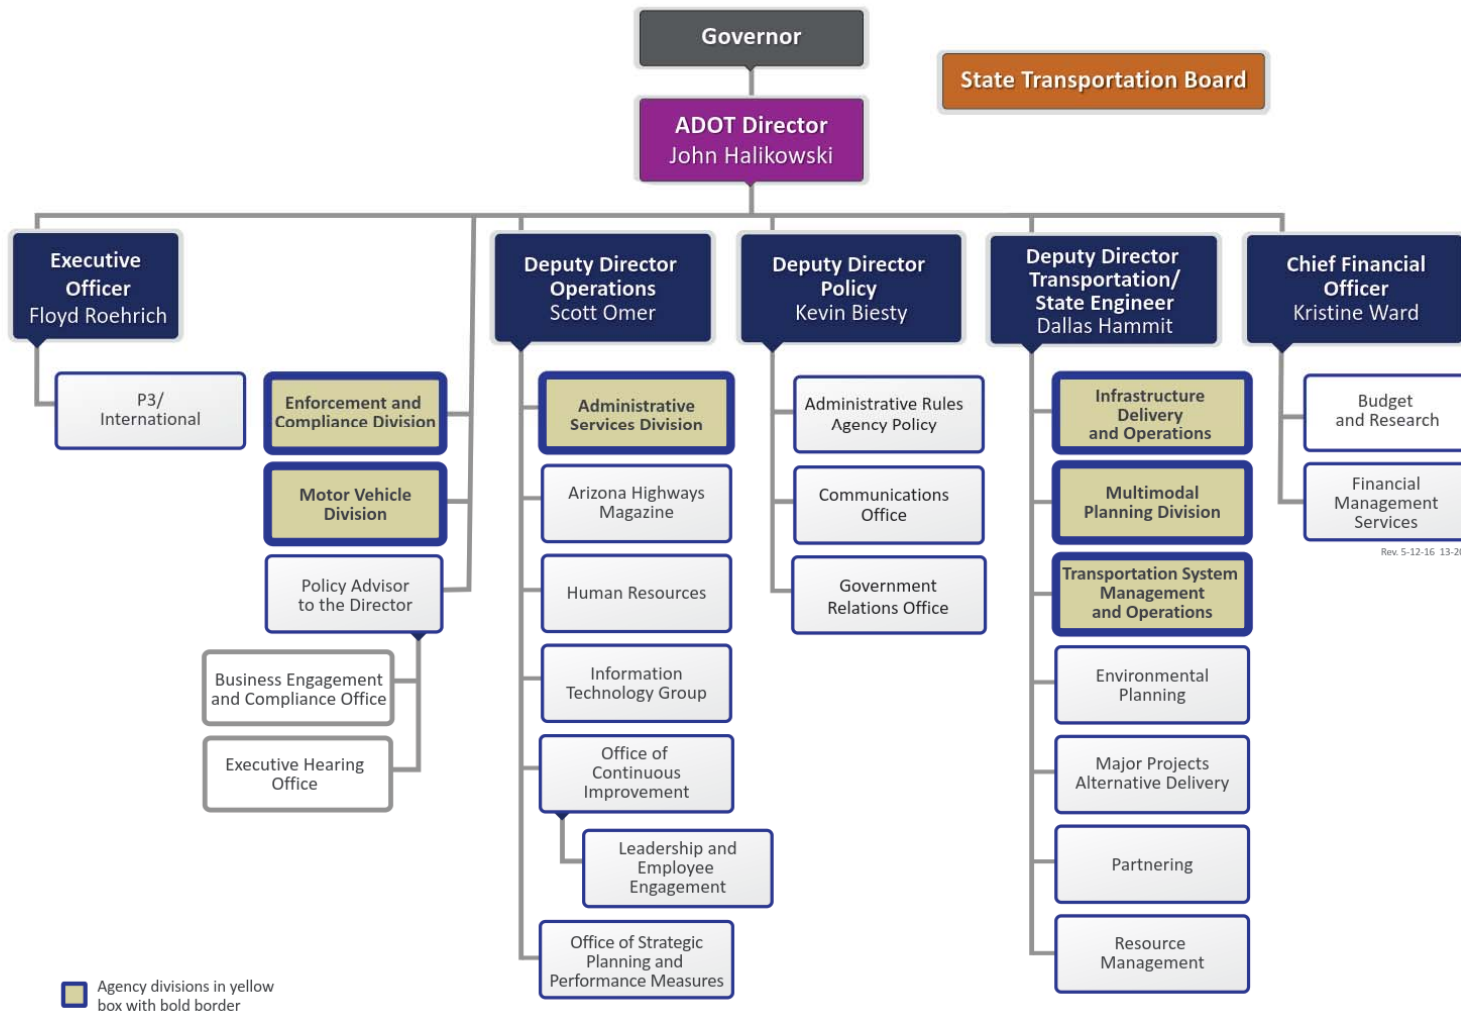 Governor
State Transportation Board
ADOT Director
John Halikowski
Executive
Officer
Floyd Roehrich
Deputy Director
Operations
Scott Omer
Deputy Director
Policy
Kevin Biesty
Deputy Director
Transportation/
State Engineer
Dallas Hammit
Chief Financial
Officer
Kristine Ward
P3/
International
Enforcement and
Compliance Division
Motor Vehicle
Division
Policy Advisor
to the Director
Business Engagement
and Compliance Office
Executive Hearing
Office
Administrative
Services Division
Arizona Highways
Magazine
Human Resources
Information
Technology Group
Office of
Continuous
Improvement
Leadership and
Employee
Engagement
Office of Strategic
Planning and
Performance Measures
Administrative Rules
Agency Policy
Communications
Office
Government
Relations Office
Infrastructure
Delivery
and Operations
Multimodal
Planning Division
Transportation System
Management
and Operations
Environmental
Planning
Major Projects
Alternative Delivery
Partnering
Resource
Management
Budget
and Research
Financial
Management
Services
Rev. 5-12-16
Agency divisions in yellow
box with bold border